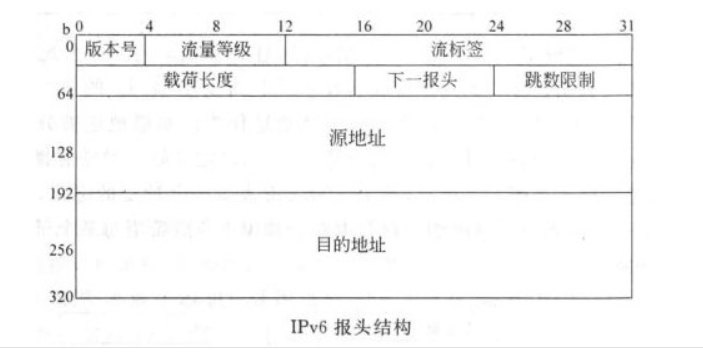 b 0 4 8 12 16 20 24 28 31
0 版本号 流量等级 流标签
载荷长度 下一报头 跳数限制
64
源地址
128
192
目的地址
256
320
IPv6 报头结构